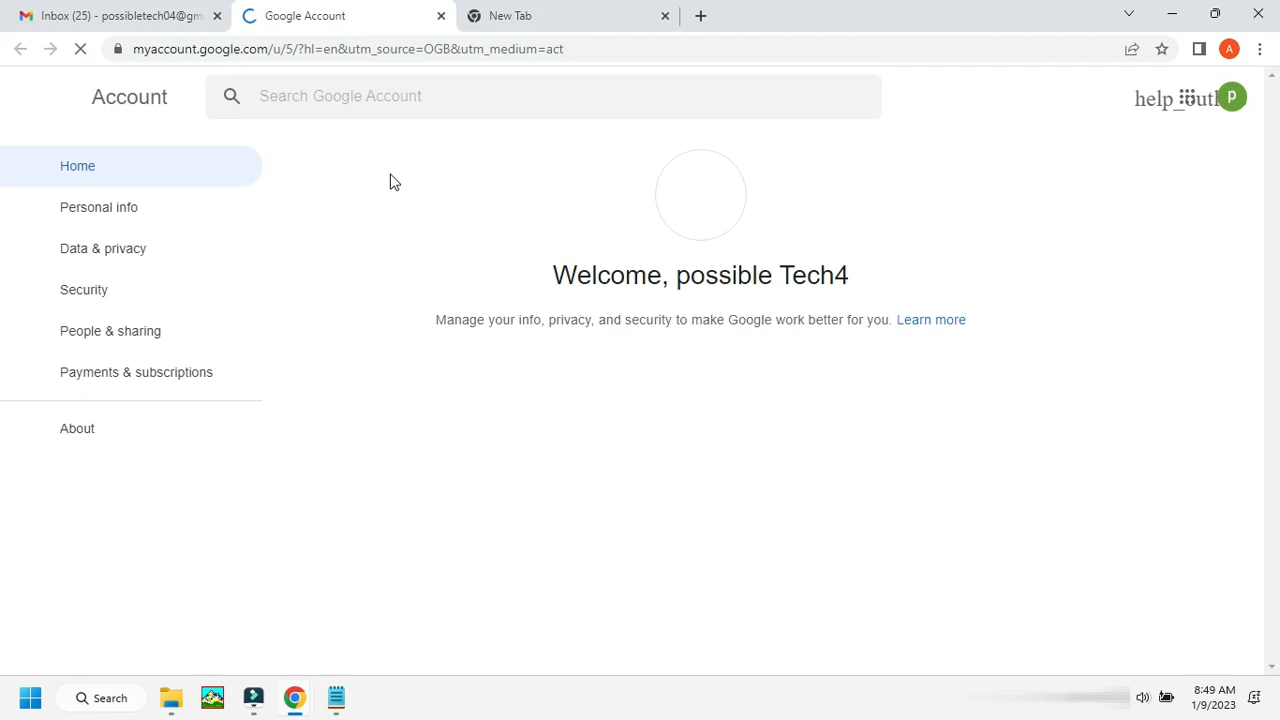 Inbox (25) - possibletech04@gm
Google Account
New Tab
myaccount.google.com/u/5/?hl=en&utm_source=OGB&utm_medium=act
A
Account
Search Google Account
p
Home
Personal info
Data & privacy
Security
People & sharing
Payments & subscriptions
About
Welcome, possible Tech4
Manage your info, privacy, and security to make Google work better for you. Learn more
Search
8:49 AM
1/9/2023